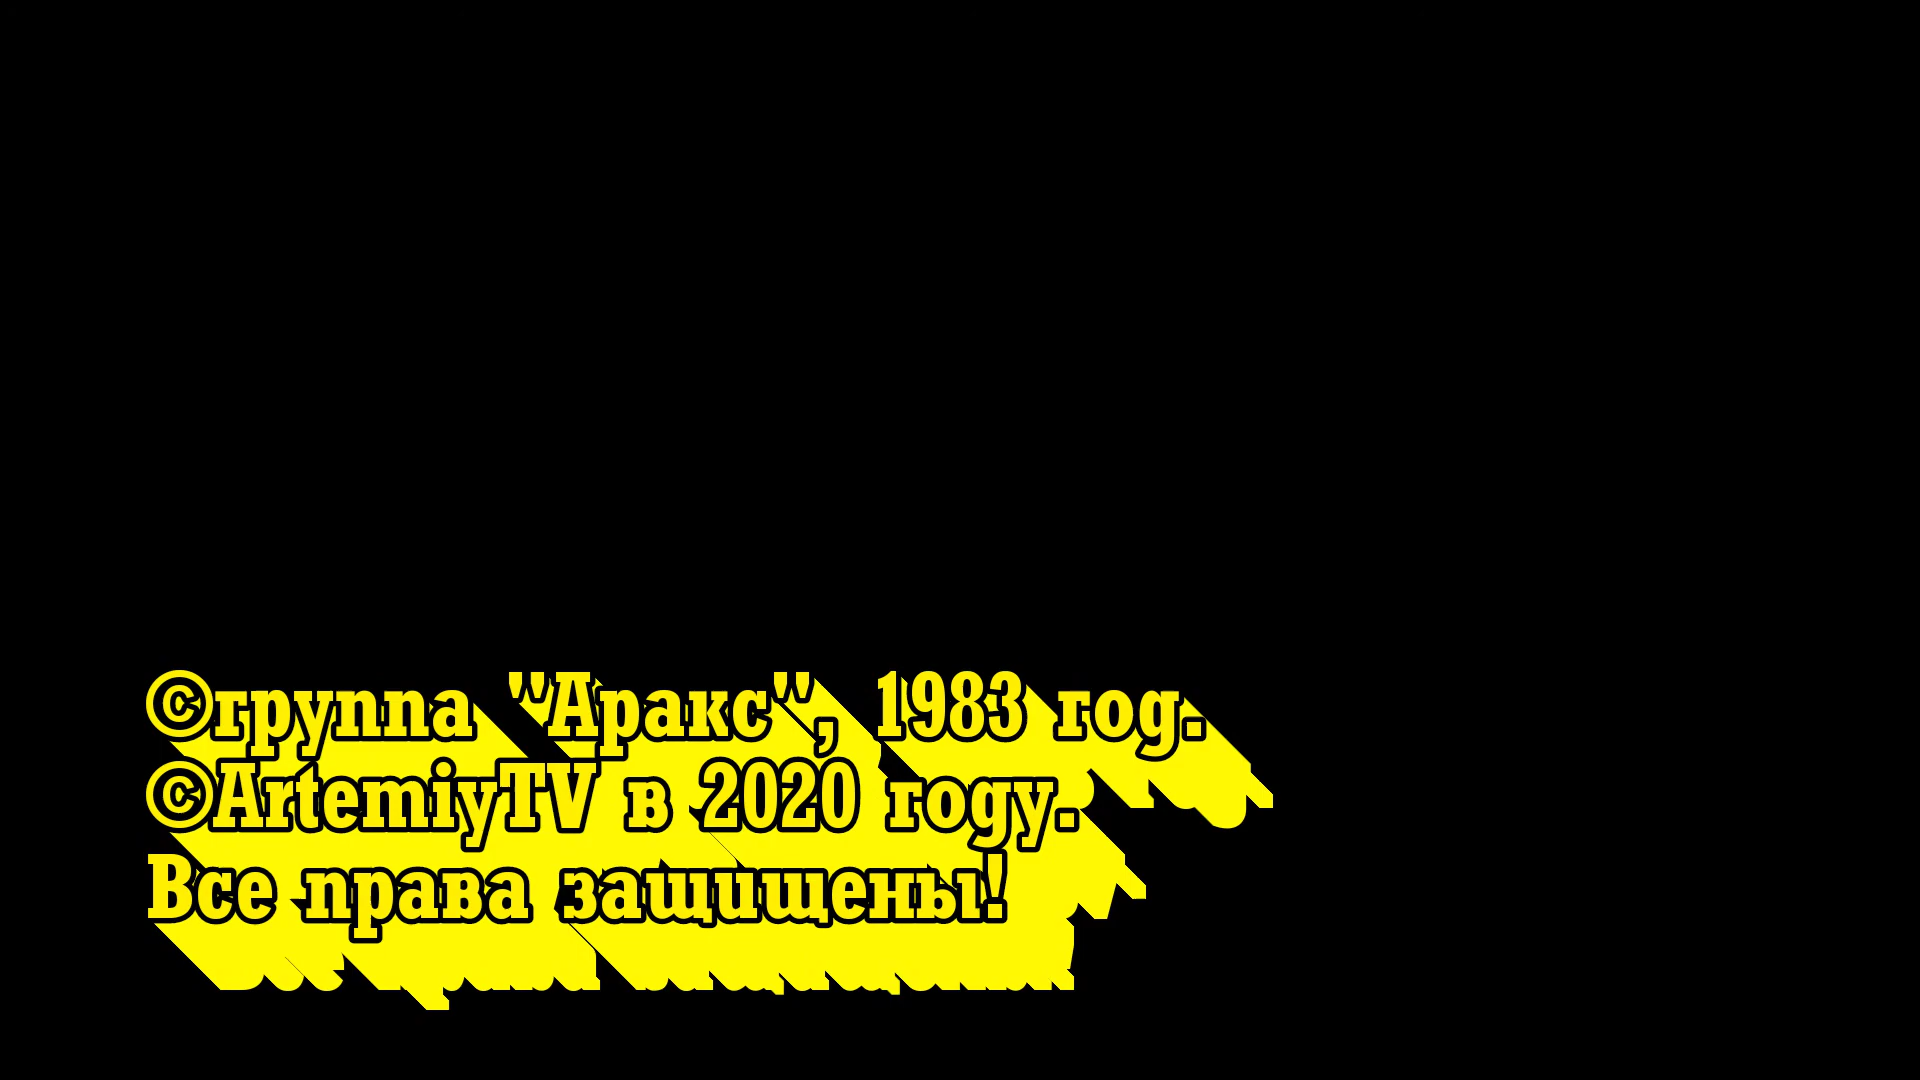 ©группа "Аракс", 1983 год.
©ArtemiyTV в 2020 году.
Все права защищены!